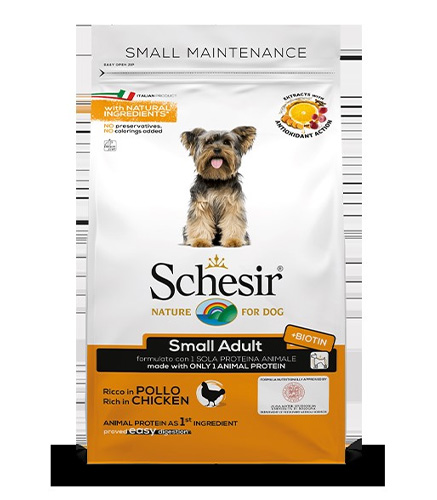 SMALL MAINTENANCE
EASY OPEN ZIP
ITALIAN PRODUCT
with NATURAL
INGREDIENTS*
NO preservatives,
NO colorings added
EXTRACTS with
ANTIOXIDANT ACTION
Schesir®
NATURE FOR DOG
+BIOTIN
Small Adult
formulato con 1 SOLA PROTEINA ANIMALE
made with ONLY 1 ANIMAL PROTEIN
Ricco in POLLO
Rich in CHICKEN
ANIMAL PROTEIN AS 1st INGREDIENT
proved easy digestion